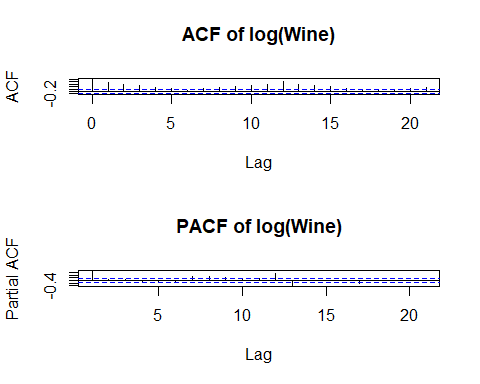 ACF of log(Wine)
ACF
-0.2
0 5 10 15 20
Lag
PACF of log(Wine)
Partial ACF
-0.4
5 10 15 20
Lag